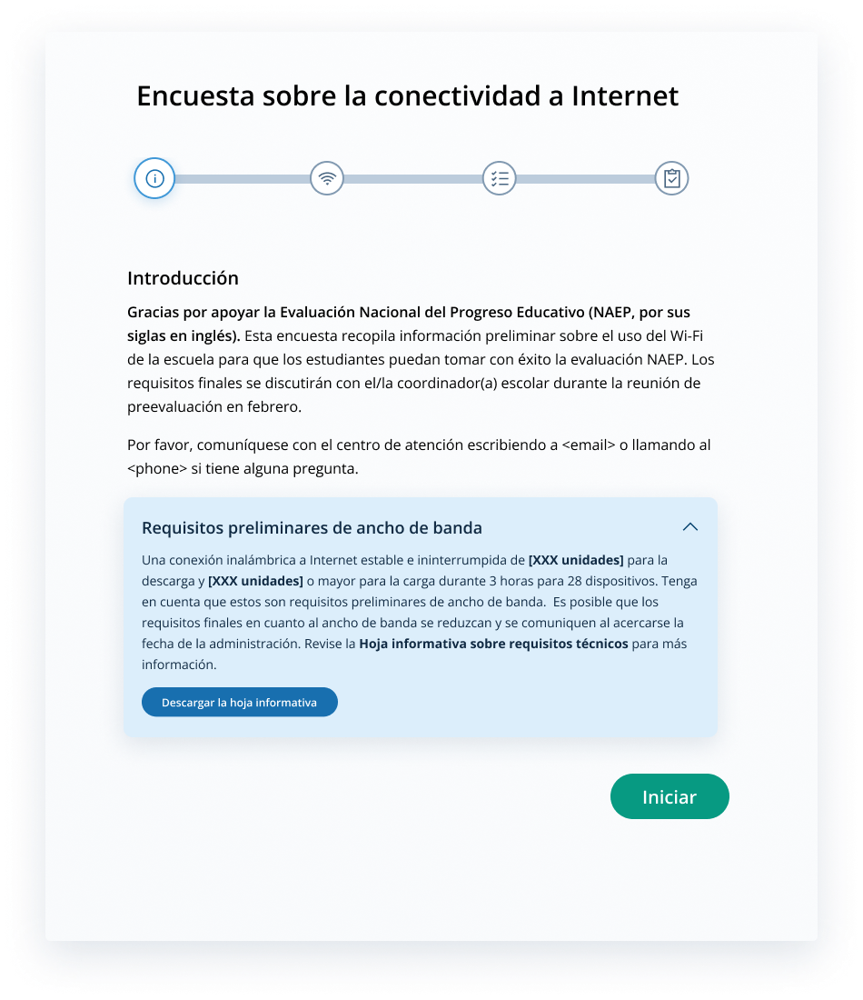 Encuesta sobre la conectividad a Internet
Introducción
Gracias por apoyar la Evaluación Nacional del Progreso Educativo (NAEP, por sus
siglas en inglés). Esta encuesta recopila información preliminar sobre el uso del Wi-Fi
de la escuela para que los estudiantes puedan tomar con éxito la evaluación NAEP. Los
requisitos finales se discutirán con el/la coordinador(a) escolar durante la reunión de
preevaluación en febrero.
Por favor, comuníquese con el centro de atención escribiendo a <email> o llamando al
<phone> si tiene alguna pregunta.
Requisitos preliminares de ancho de banda
Una conexión inalámbrica a Internet estable e ininterrumpida de [XXX unidades] para la
descarga y [XXX unidades] o mayor para la carga durante 3 horas para 28 dispositivos. Tenga
en cuenta que estos son requisitos preliminares de ancho de banda.  Es posible que los
requisitos finales en cuanto al ancho de banda se reduzcan y se comuniquen al acercarse la
fecha de la administración. Revise la Hoja informativa sobre requisitos técnicos para más
información.
Descargar la hoja informativa
Iniciar